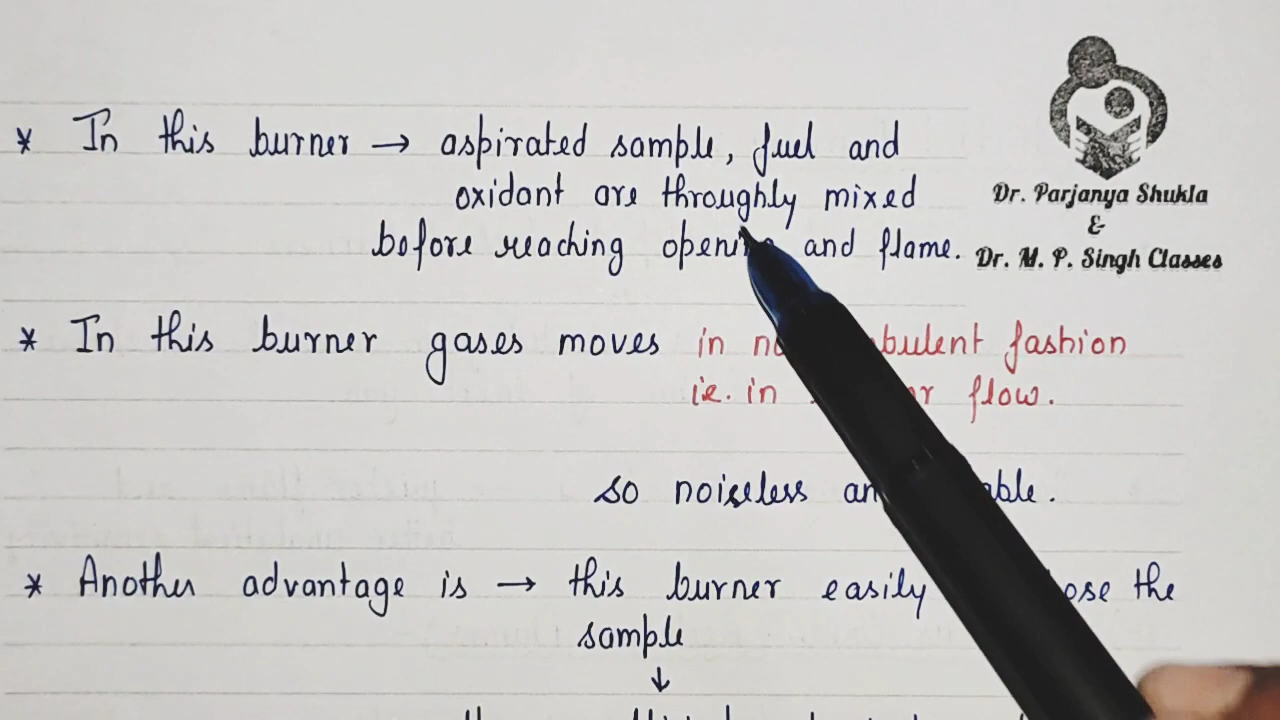 * In this burner → aspirated sample, fuel and
oxidant are throughly mixed
before reaching and flame.
* In this burner gases moves in fashion
i.e. in flow.
so noiseless
* Another advantage is → this burner easily the
sample
↓
Dr. Parjanya Shukla
&
Dr. M. P. Singh Classes